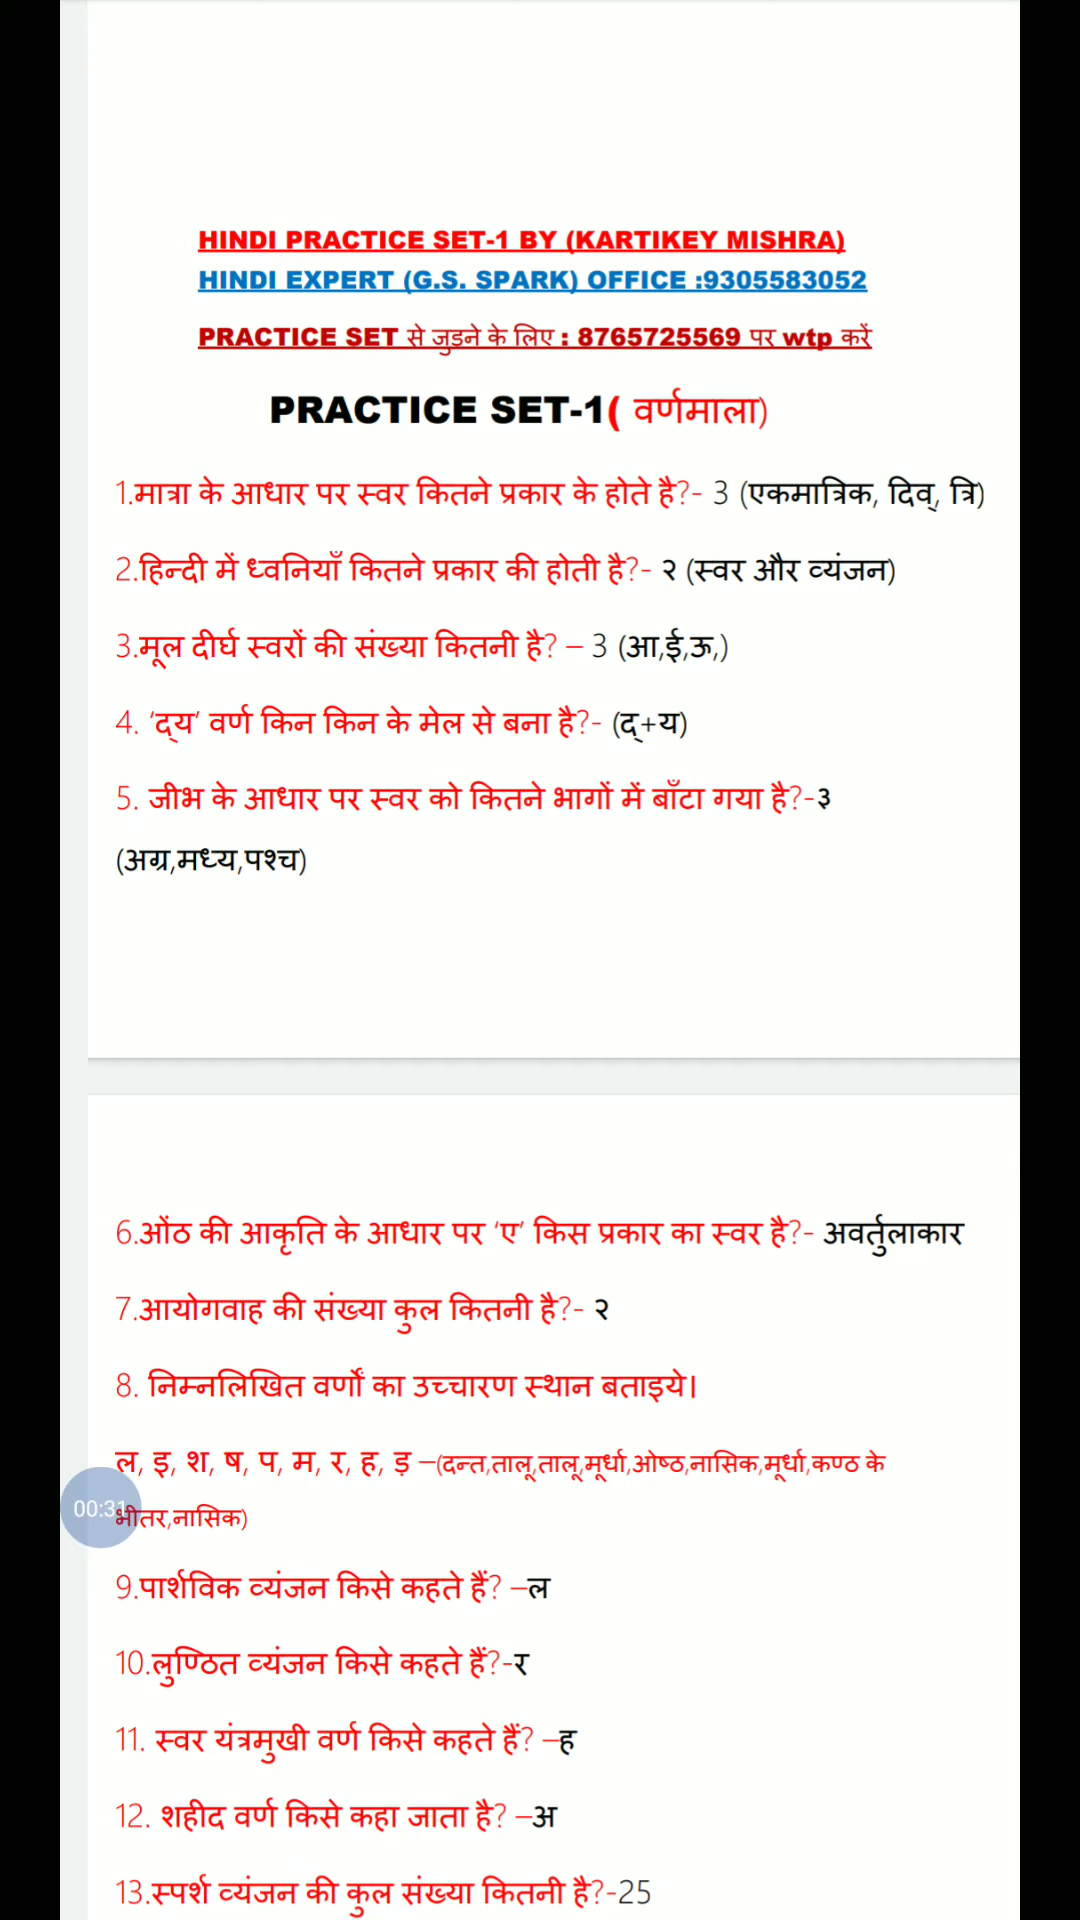 HINDI PRACTICE SET-1 BY (KARTIKEY MISHRA)
HINDI EXPERT (G.S. SPARK) OFFICE :9305583052
PRACTICE SET से जुडने के लिए : 8765725569 पर wtp करें
PRACTICE SET-1( वर्णमाला)
1.मात्रा के आधार पर स्वर कितने प्रकार के होते है?- 3 (एकमात्रिक, दिव्, त्रि)
2.हिन्दी में ध्वनियाँ कितने प्रकार की होती है?- २ (स्वर और व्यंजन)
3.मूल दीर्घ स्वरों की संख्या कितनी है? – 3 (आ,ई,ऊ,)
4. ‘द्‌य’ वर्ण किन किन के मेल से बना है?- (द्+य)
5. जीभ के आधार पर स्वर को कितने भागों में बाँटा गया है?-३
(अग्र,मध्य,पश्च)
6.ओंठ की आकृति के आधार पर ‘ए’ किस प्रकार का स्वर है?- अवर्तुलाकार
7.आयोगवाह की संख्या कुल कितनी है?- २
8. निम्नलिखित वर्णों का उच्चारण स्थान बताइये।
ल, इ, श, ष, प, म, र, ह, ड़ –(दन्त,तालू,तालू,मूर्धा,ओष्ठ,नासिक,मूर्धा,कण्ठ के
00:31
भीतर,नासिक)
9.पार्शविक व्यंजन किसे कहते हैं? –ल
10.लुण्ठित व्यंजन किसे कहते हैं?-र
11. स्वर यंत्रमुखी वर्ण किसे कहते हैं? –ह
12. शहीद वर्ण किसे कहा जाता है? –अ
13.स्पर्श व्यंजन की कुल संख्या कितनी है?-25